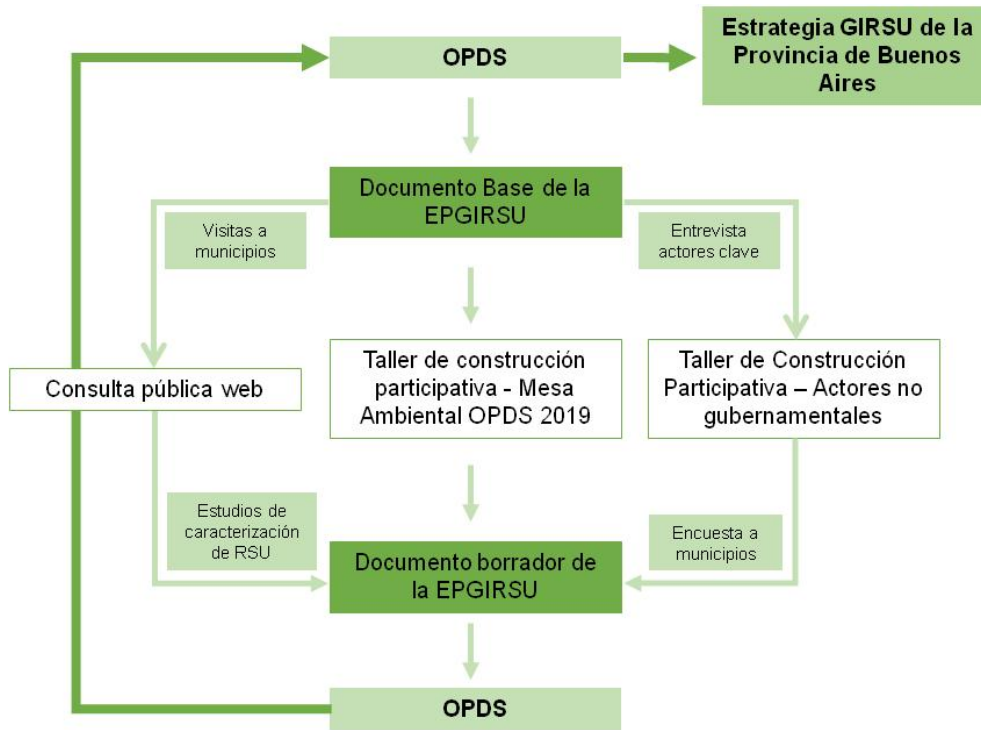 OPDS
Estrategia GIRSU de la
Provincia de Buenos
Aires
Documento Base de la
EPGIRSU
Visitas a
municipios
Entrevista
actores clave
Consulta pública web
Taller de construcción
participativa - Mesa
Ambiental OPDS 2019
Taller de Construcción
Participativa – Actores no
gubernamentales
Estudios de
caracterización
de RSU
Encuesta a
municipios
Documento borrador de
la EPGIRSU
OPDS